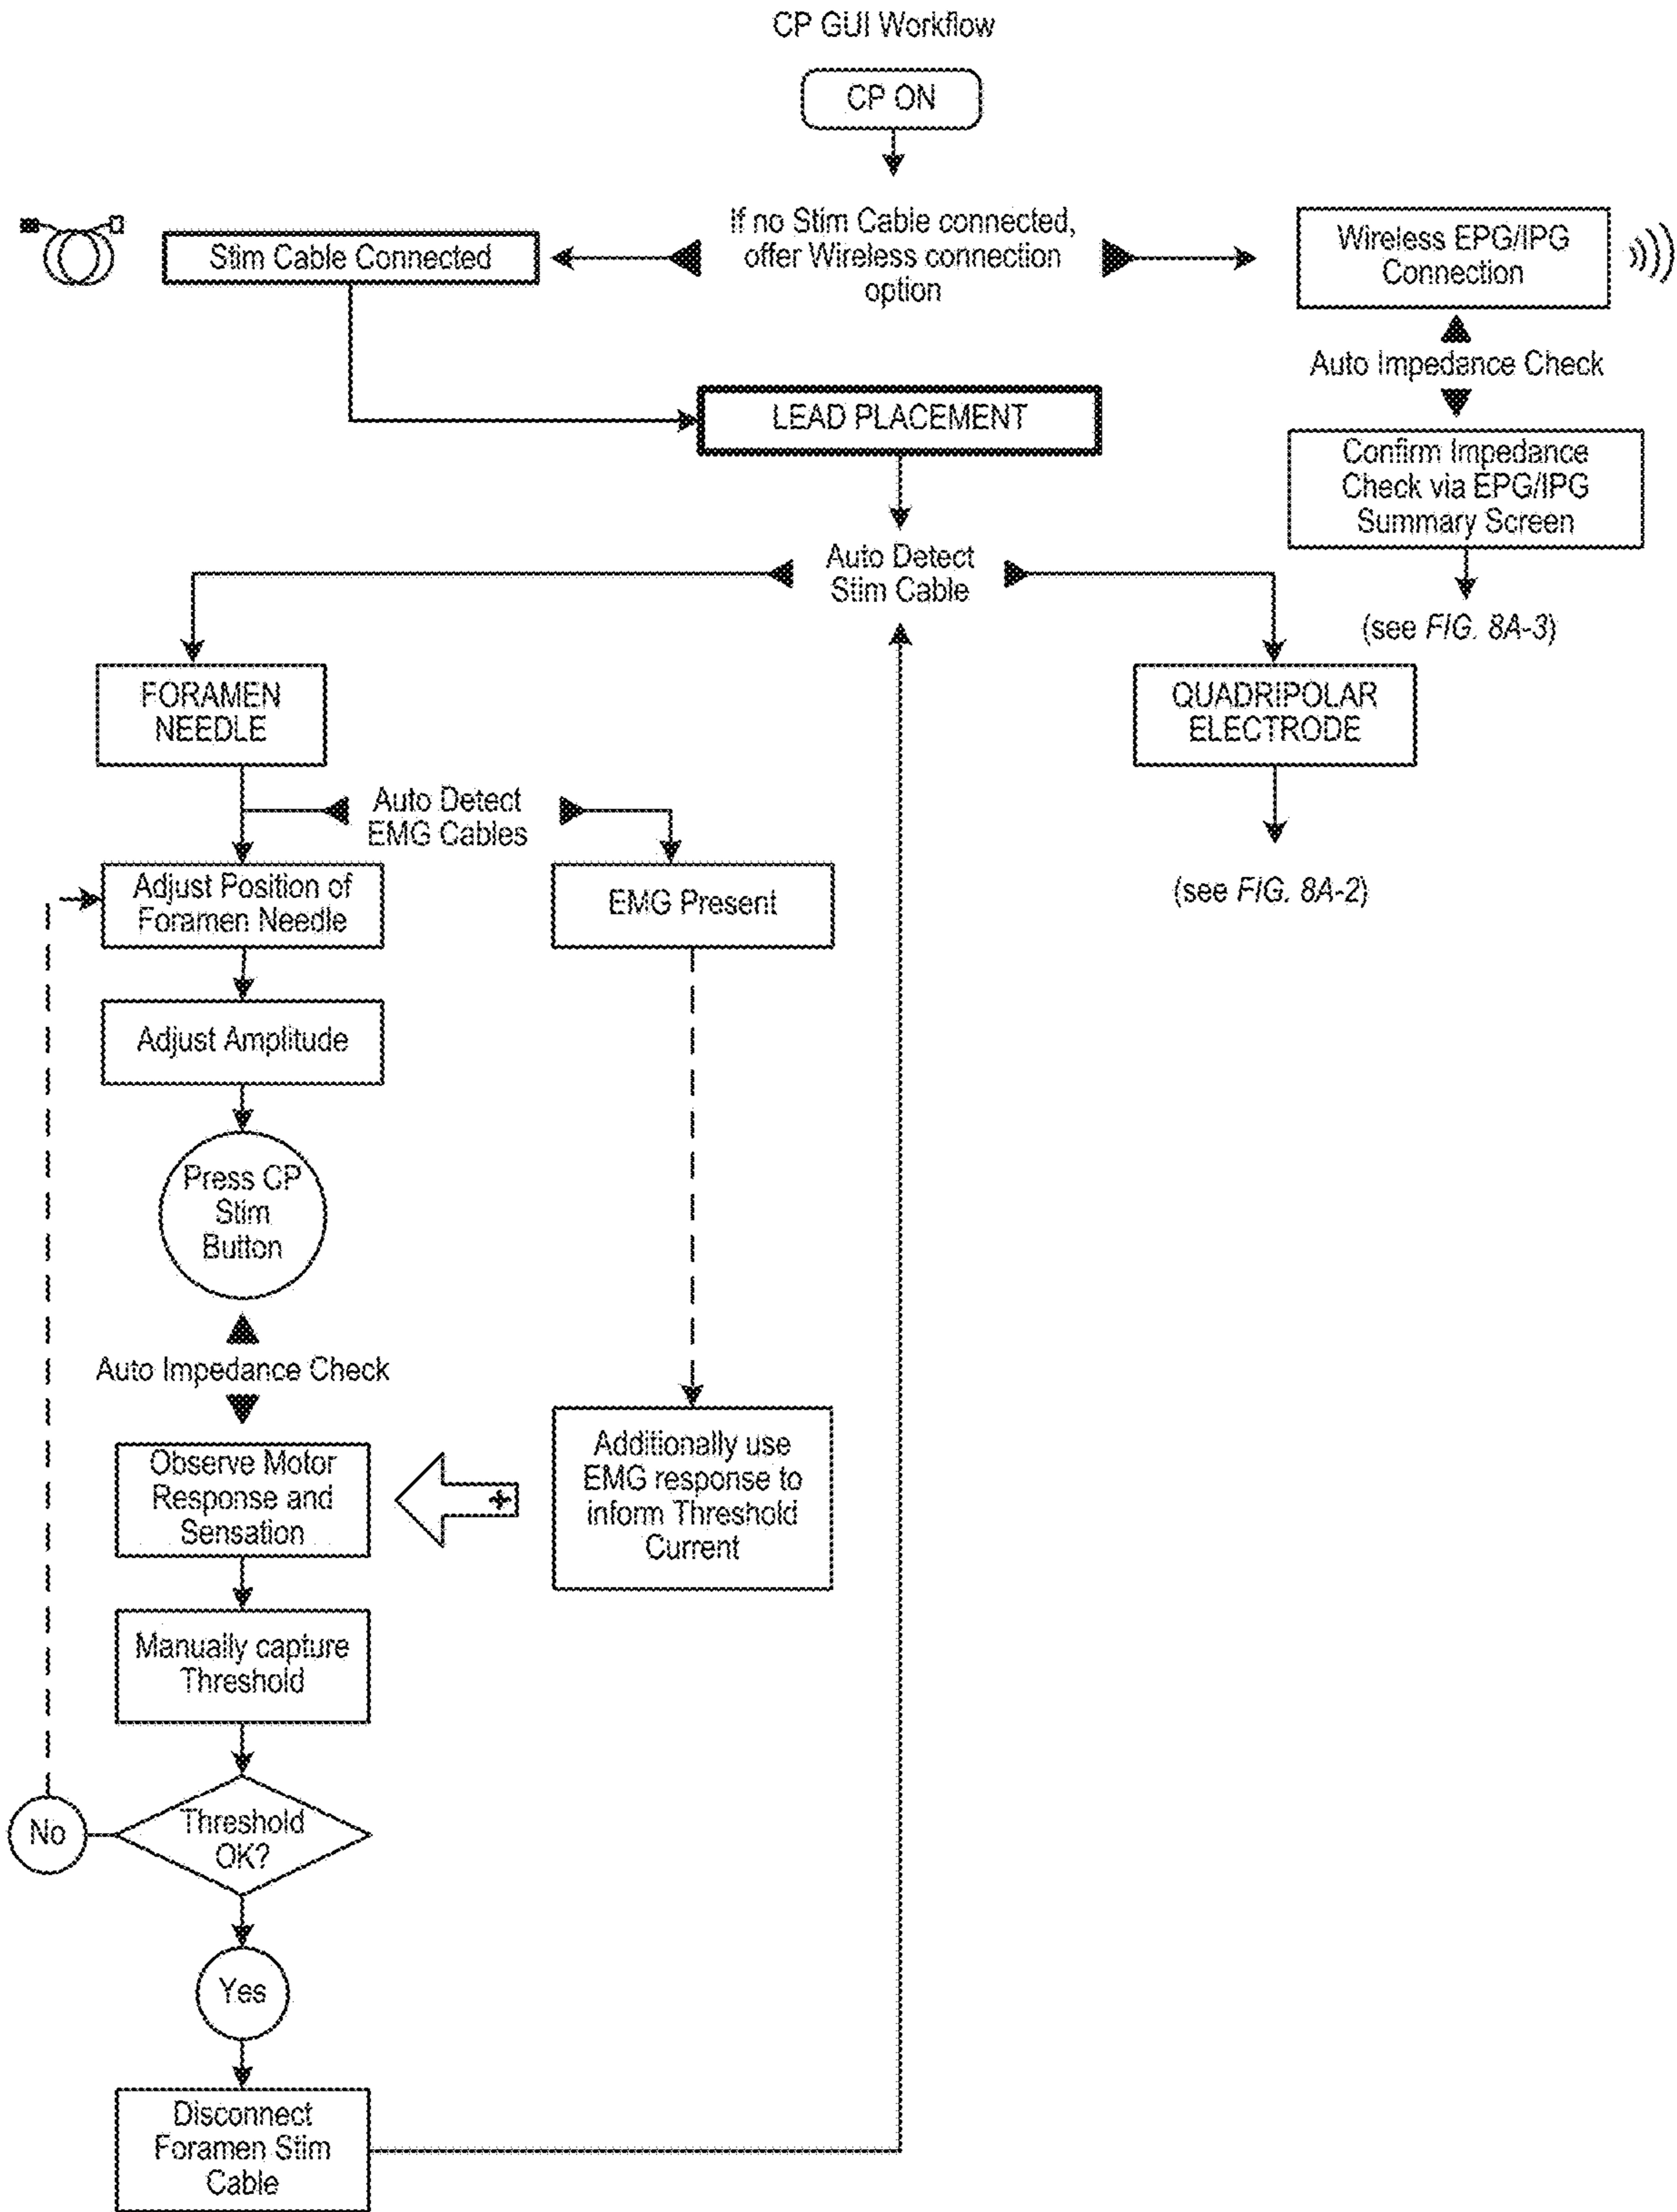 CP GUI Workflow
CP ON
If no Stim Cable connected,
offer Wireless connection
option
Stim Cable Connected
Wireless EPG/IPG
Connection
Auto Impedance Check
LEAD PLACEMENT
Confirm Impedance
Check via EPG/IPG
Summary Screen
Auto Detect
Stim Cable
(see FIG. 8A-3)
FORAMEN
NEEDLE
QUADRIPOLAR
ELECTRODE
Auto Detect
EMG Cables
Adjust Position of
Foramen Needle
EMG Present
(see FIG. 8A-2)
Adjust Amplitude
Press CP
Stim
Button
Auto Impedance Check
Observe Motor
Response and
Sensation
+
Additionally use
EMG response to
inform Threshold
Current
Manually capture
Threshold
No
Threshold
OK?
Yes
Disconnect
Foramen Stim
Cable